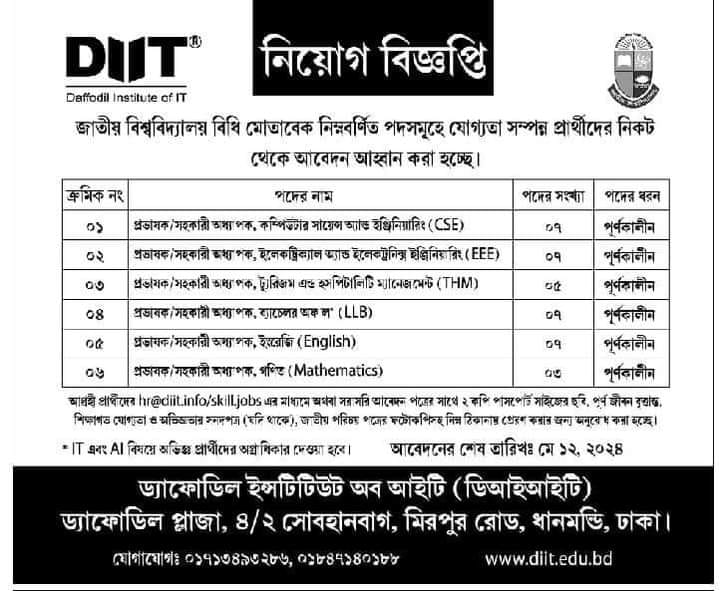 DIIT®
Daffodil Institute of IT
নিয়োগ বিজ্ঞপ্তি
জাতীয় বিশ্ববিদ্যালয় বিধি মোতাবেক নিম্নবর্ণিত পদসমূহে যোগ্যতা সম্পন্ন প্রার্থীদের নিকট
থেকে আবেদন আহ্বান করা হচ্ছে।
ক্রমিক নং পদের নাম পদের সংখ্যা পদের ধরন
০১ প্রভাষক/সহকারী অধ্যাপক, কম্পিউটার সায়েন্স অ্যান্ড ইঞ্জিনিয়ারিং (CSE) ০৭ পূর্ণকালীন
০২ প্রভাষক/সহকারী অধ্যাপক, ইলেকট্রিক্যাল অ্যান্ড ইলেকট্রনিক্স ইঞ্জিনিয়ারিং (EEE) ০৭ পূর্ণকালীন
০৩ প্রভাষক/সহকারী অধ্যাপক, ট্যুরিজম এন্ড হসপিটালিটি ম্যানেজমেন্ট (THM) ০৫ পূর্ণকালীন
০৪ প্রভাষক/সহকারী অধ্যাপক, ব্যাচেলর অফ ল' (LLB) ০৭ পূর্ণকালীন
০৫ প্রভাষক/সহকারী অধ্যাপক, ইংরেজি (English) ০৭ পূর্ণকালীন
০৬ প্রভাষক/সহকারী অধ্যাপক, গণিত (Mathematics) ০৩ পূর্ণকালীন
আগ্রহী প্রার্থীদের hr@diit.info/skill.jobs এর মাধ্যমে অথবা সরাসরি আবেদন পত্রের সাথে ২ কপি পাসপোর্ট সাইজের ছবি, পূর্ণ জীবন বৃত্তান্ত,
শিক্ষাগত যোগ্যতা ও অভিজ্ঞতার সনদপত্র (যদি থাকে), জাতীয় পরিচয় পত্রের ফটোকপিসহ নিম্ন ঠিকানায় প্রেরণ করার জন্য অনুরোধ করা হচ্ছে।
* IT এবং AI বিষয়ে অভিজ্ঞ প্রার্থীদের অগ্রাধিকার দেওয়া হবে। আবেদনের শেষ তারিখঃ মে ১২, ২০২৪
ড্যাফোডিল ইন্সটিটিউট অব আইটি (ডিআইআইটি)
ড্যাফোডিল প্লাজা, ৪/২ সোবহানবাগ, মিরপুর রোড, ধানমন্ডি, ঢাকা।
যোগাযোগঃ ০১৭১৩৪৯৩২৮৬, ০১৮৪৭১৪০১৮৮ www.diit.edu.bd